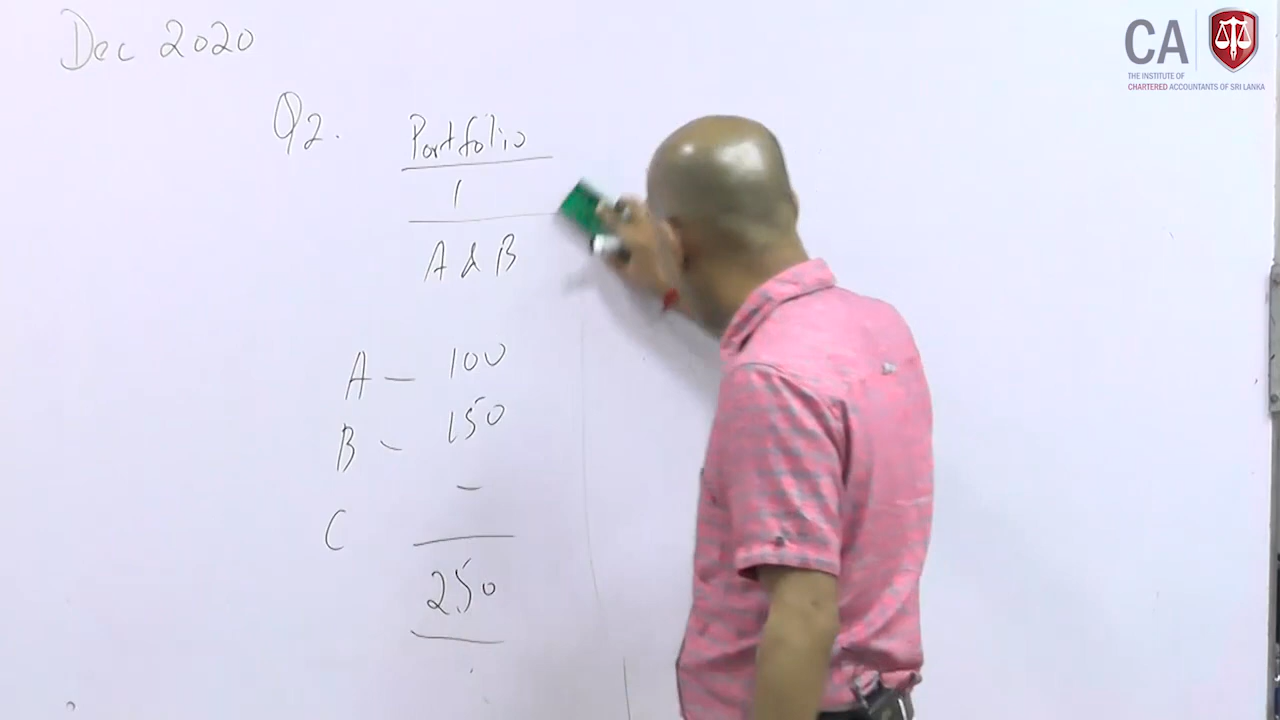 Dec 2020
CA
THE INSTITUTE OF
CHARTERED ACCOUNTANTS OF SRI LANKA
Q2.
Portfolio
1
A & B
A – 100
B – 150
C –
250